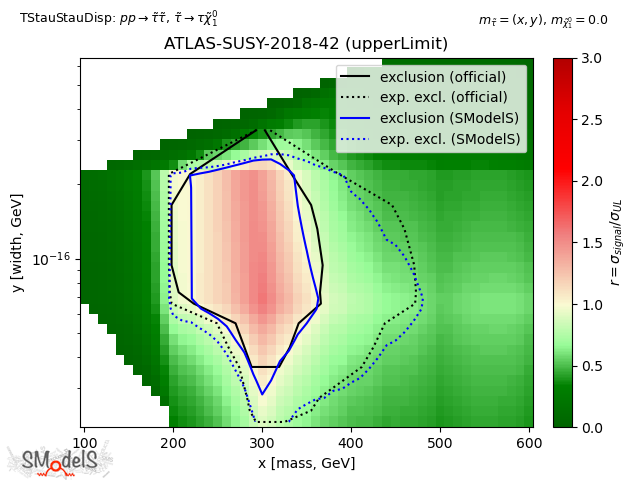 TStauStauDisp: pp → τ̃τ̃, τ̃ → τχ̃₁⁰
m_τ̃ = (x, y), m_χ̃₁⁰ = 0.0
ATLAS-SUSY-2018-42 (upperLimit)
exclusion (official)
exp. excl. (official)
exclusion (SModelS)
exp. excl. (SModelS)
y [width, GeV]
10⁻¹⁶
100 200 300 400 500 600
x [mass, GeV]
3.0
2.5
2.0
1.5
1.0
0.5
0.0
r = σ_signal/σ_UL
SModelS